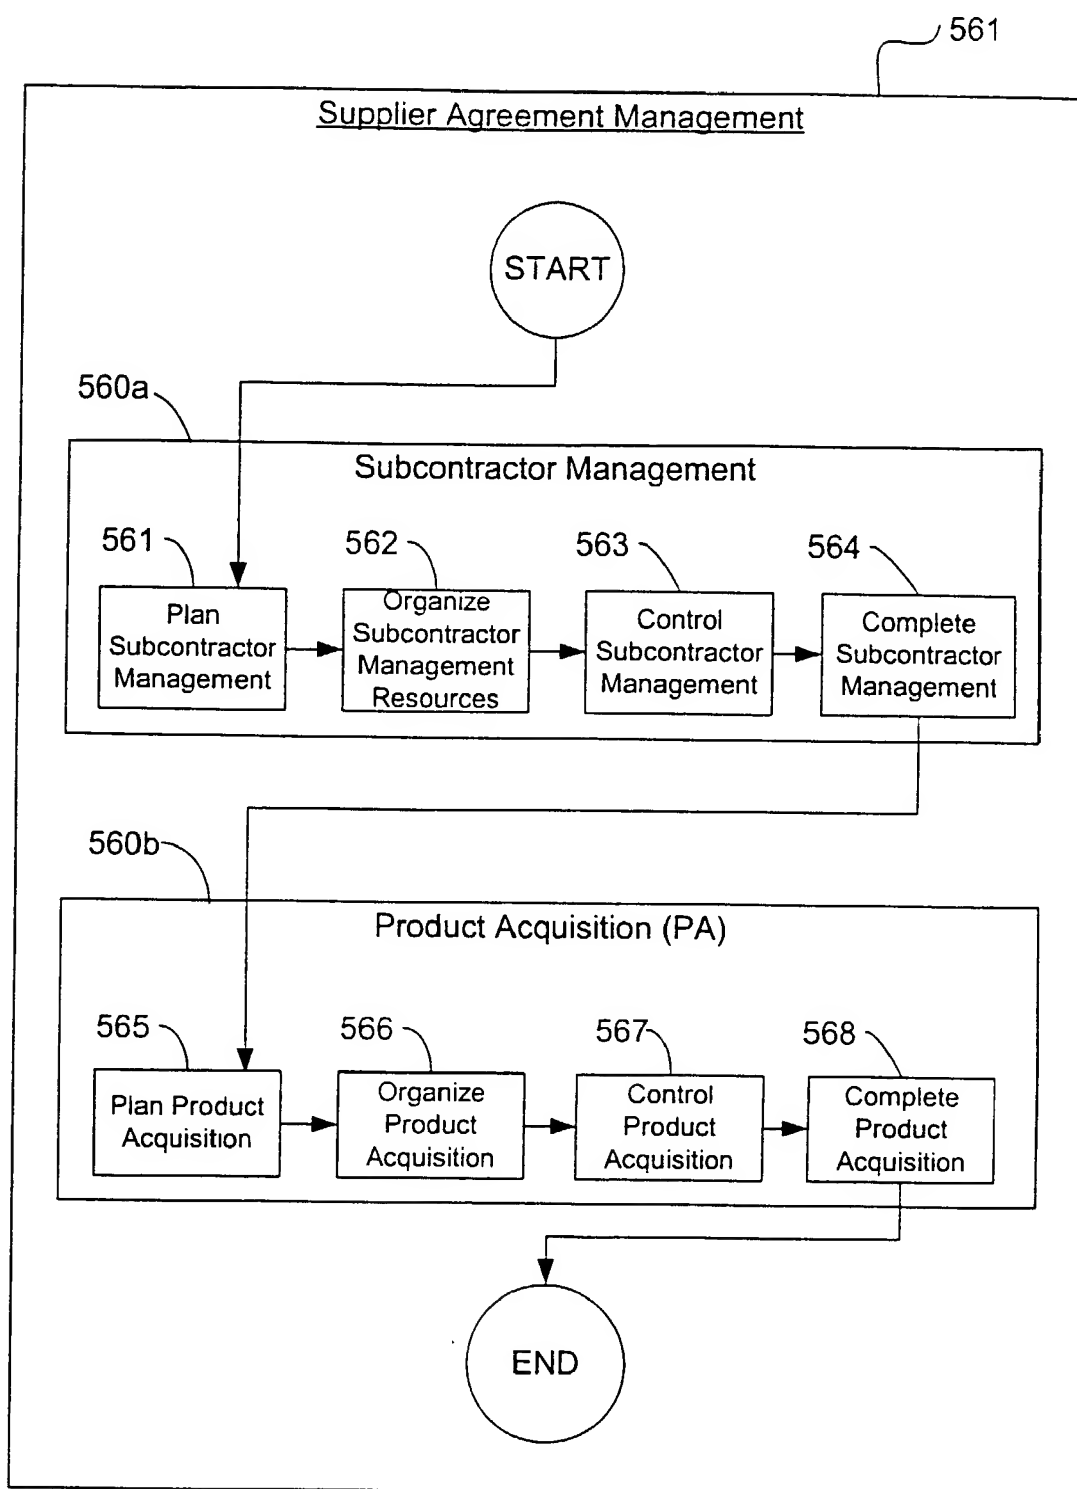 561
Supplier Agreement Management
START
560a
Subcontractor Management
561
562
563
564
Plan
Subcontractor
Management
Organize
Subcontractor
Management
Resources
Control
Subcontractor
Management
Complete
Subcontractor
Management
560b
Product Acquisition (PA)
565
566
567
568
Plan Product
Acquisition
Organize
Product
Acquisition
Control
Product
Acquisition
Complete
Product
Acquisition
END